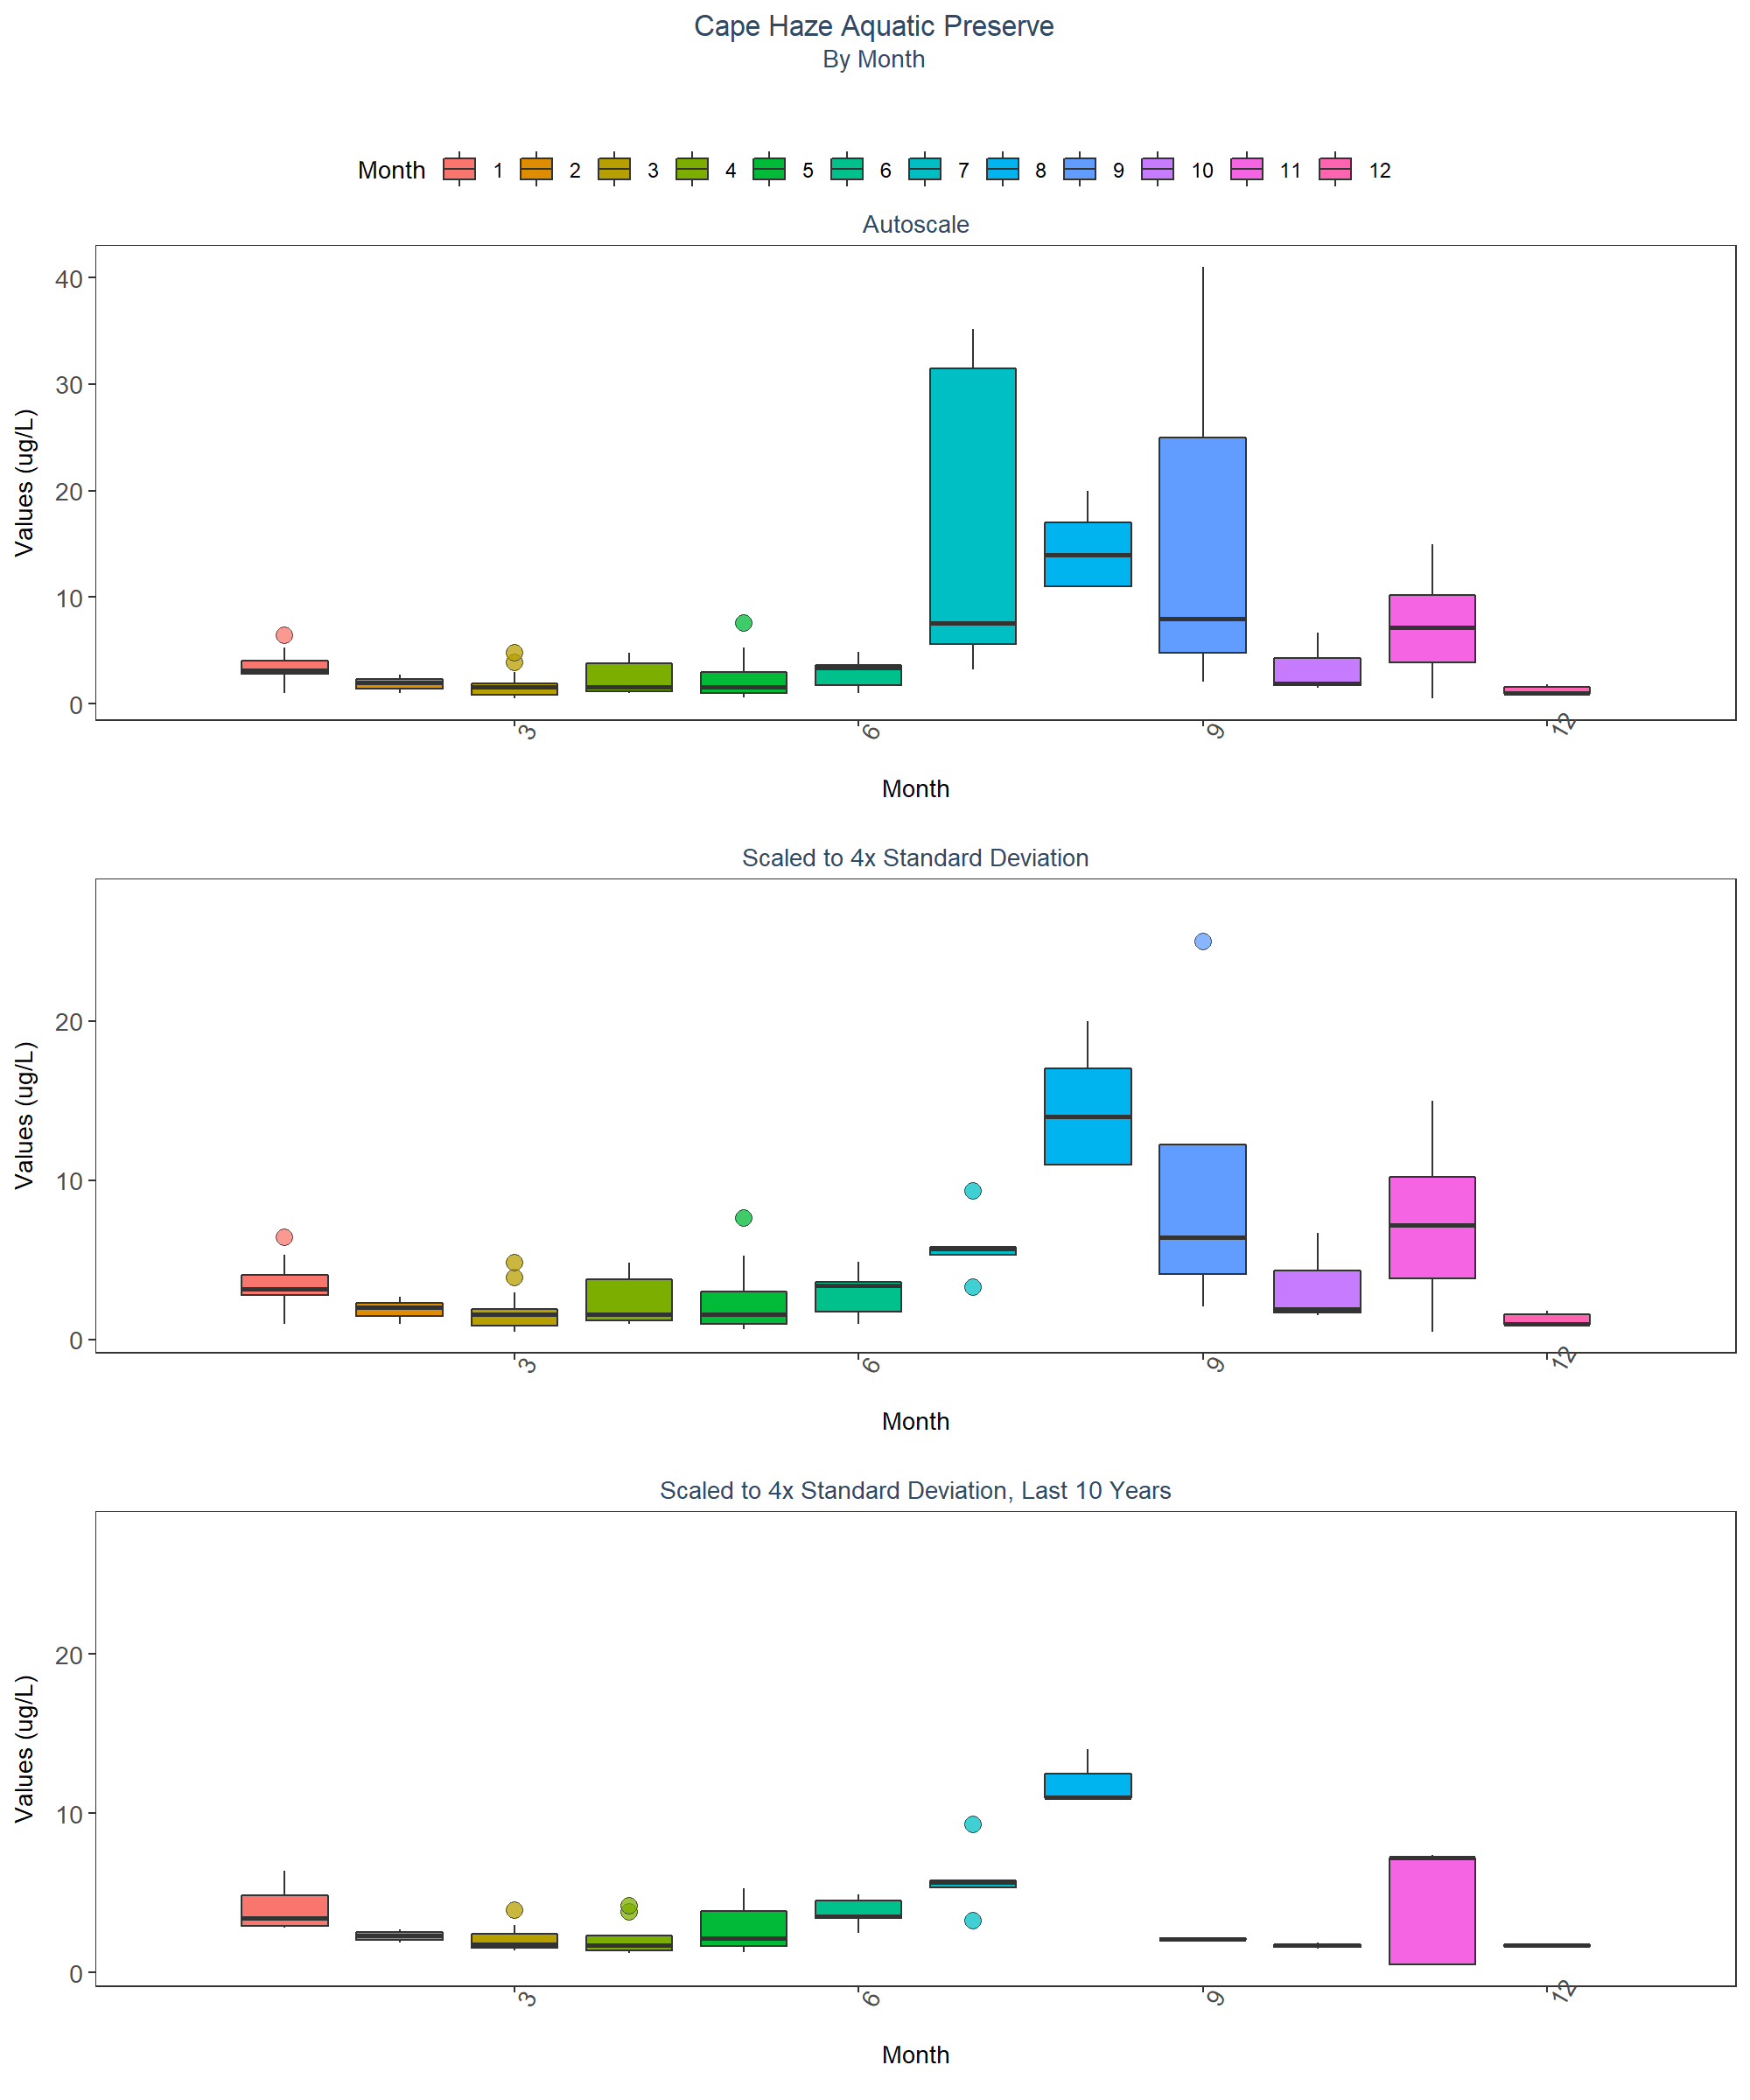 Cape Haze Aquatic Preserve
By Month
Month 1 2 3 4 5 6 7 8 9 10 11 12
Autoscale
40
30
20
10
0
Values (ug/L)
3 6 9 12
Month
Scaled to 4x Standard Deviation
20
10
0
Values (ug/L)
3 6 9 12
Month
Scaled to 4x Standard Deviation, Last 10 Years
20
10
0
Values (ug/L)
3 6 9 12
Month